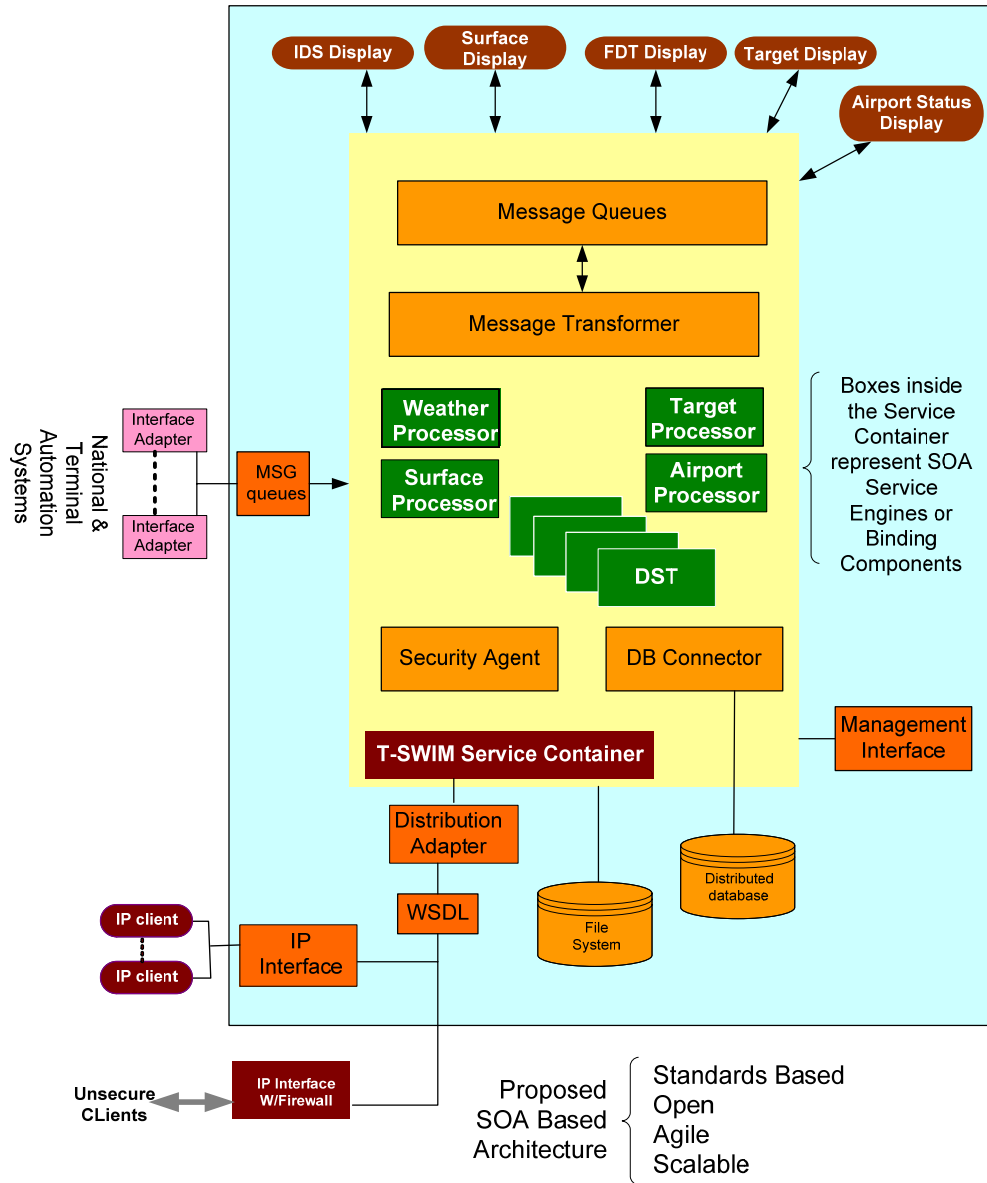 IDS Display
Surface
Display
FDT Display
Target Display
Airport Status
Display
Message Queues
Message Transformer
Weather
Processor
Target
Processor
Surface
Processor
Airport
Processor
DST
Boxes inside
the Service
Container
represent SOA
Service
Engines or
Binding
Components
National &
Terminal
Automation
Systems
Interface
Adapter
Interface
Adapter
MSG
queues
Security Agent
DB Connector
T-SWIM Service Container
Management
Interface
Distribution
Adapter
WSDL
File
System
Distributed
database
IP client
IP client
IP
Interface
Unsecure
CLients
IP Interface
W/Firewall
Proposed
SOA Based
Architecture
Standards Based
Open
Agile
Scalable